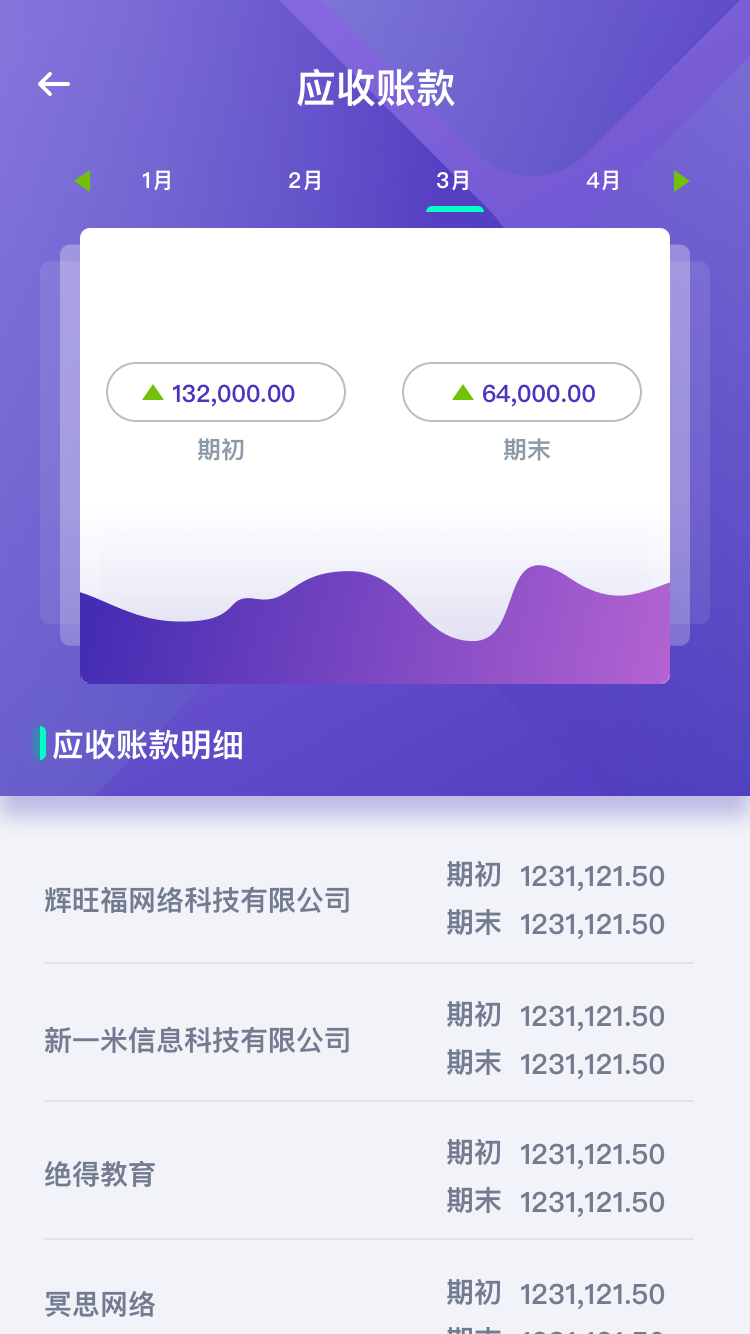 应收账款
1月 2月 3月 4月
132,000.00 64,000.00
期初 期末
应收账款明细
辉旺福网络科技有限公司
期初 1231,121.50
期末 1231,121.50
新一米信息科技有限公司
期初 1231,121.50
期末 1231,121.50
绝得教育
期初 1231,121.50
期末 1231,121.50
冥思网络
期初 1231,121.50